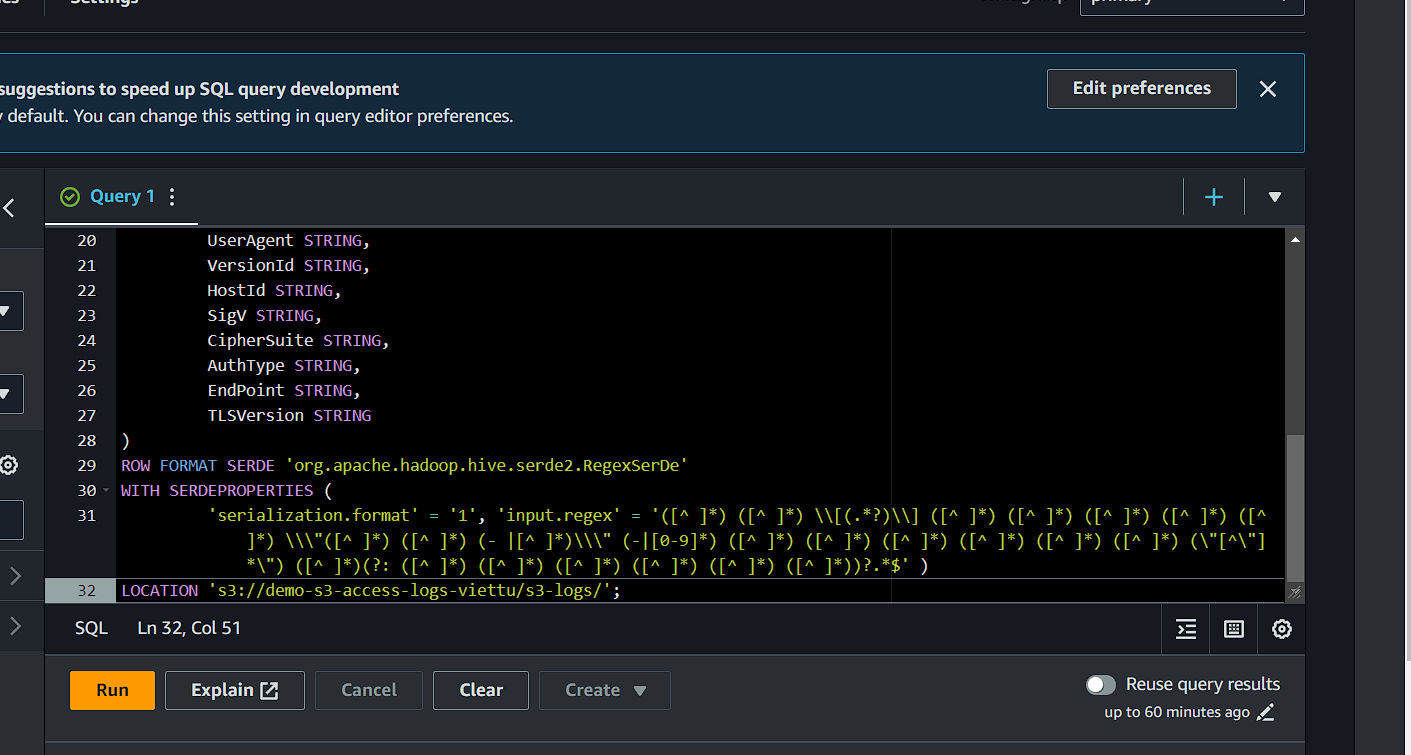 Settings
primary
suggestions to speed up SQL query development
Edit preferences
default. You can change this setting in query editor preferences.
Query 1
20 UserAgent STRING,
21 VersionId STRING,
22 HostId STRING,
23 SigV STRING,
24 CipherSuite STRING,
25 AuthType STRING,
26 EndPoint STRING,
27 TLSVersion STRING
28 )
29 ROW FORMAT SERDE 'org.apache.hadoop.hive.serde2.RegexSerDe'
30 WITH SERDEPROPERTIES (
31 'serialization.format' = '1', 'input.regex' = '([^ ]*) ([^ ]*) \\[(.*?)\\] ([^ ]*) ([^ ]*) ([^ ]*) ([^ ]*) ([^
]*) \\\"([^ ]*) ([^ ]*) (- |[^ ]*)\\\" (-|[0-9]*) ([^ ]*) ([^ ]*) ([^ ]*) ([^ ]*) ([^ ]*) ([^ ]*) (\"[^\"]
*\") ([^ ]*)(?: ([^ ]*) ([^ ]*) ([^ ]*) ([^ ]*) ([^ ]*) ([^ ]*))?.*$' )
32 LOCATION 's3://demo-s3-access-logs-viettu/s3-logs/';
SQL Ln 32, Col 51
Run Explain Cancel Clear Create
Reuse query results
up to 60 minutes ago